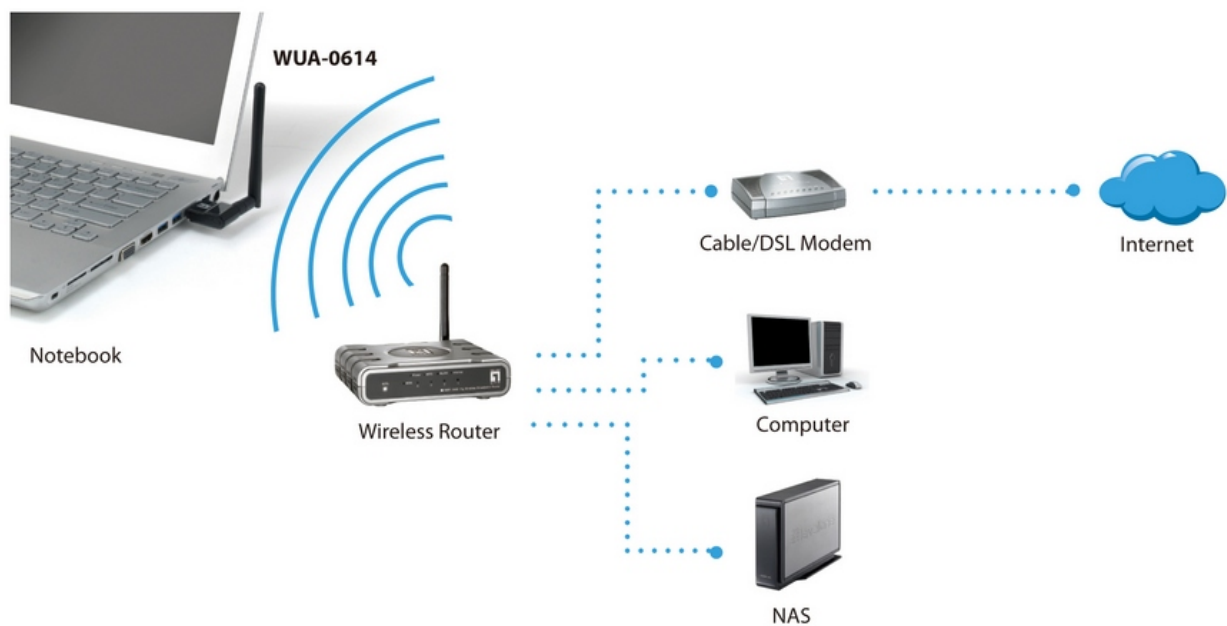 WUA-0614
Notebook
Wireless Router
Cable/DSL Modem
Internet
Computer
NAS